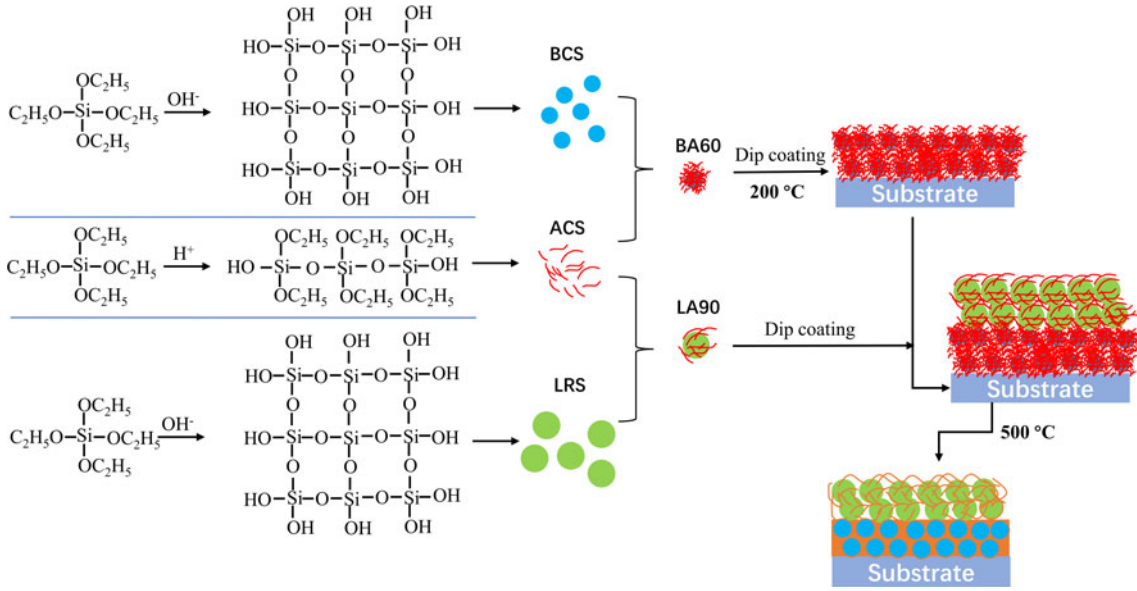 OH OH OH
HO-Si-O-Si-O-Si-OH
O O O
HO-Si-O-Si-O-Si-OH
O O O
HO-Si-O-Si-O-Si-OH
OH OH OH
OC₂H₅
C₂H₅O-Si-OC₂H₅
OC₂H₅
OH⁻
BCS
BA60
Dip coating
200 °C
Substrate
OC₂H₅
C₂H₅O-Si-OC₂H₅
OC₂H₅
H⁺
OC₂H₅ OC₂H₅ OC₂H₅
HO-Si-O-Si-O-Si-OH
OC₂H₅ OC₂H₅ OC₂H₅
ACS
LA90
Dip coating
Substrate
500 °C
OC₂H₅
C₂H₅O-Si-OC₂H₅
OC₂H₅
OH⁻
OH OH OH
HO-Si-O-Si-O-Si-OH
O O O
HO-Si-O-Si-O-Si-OH
O O O
HO-Si-O-Si-O-Si-OH
OH OH OH
LRS
Substrate